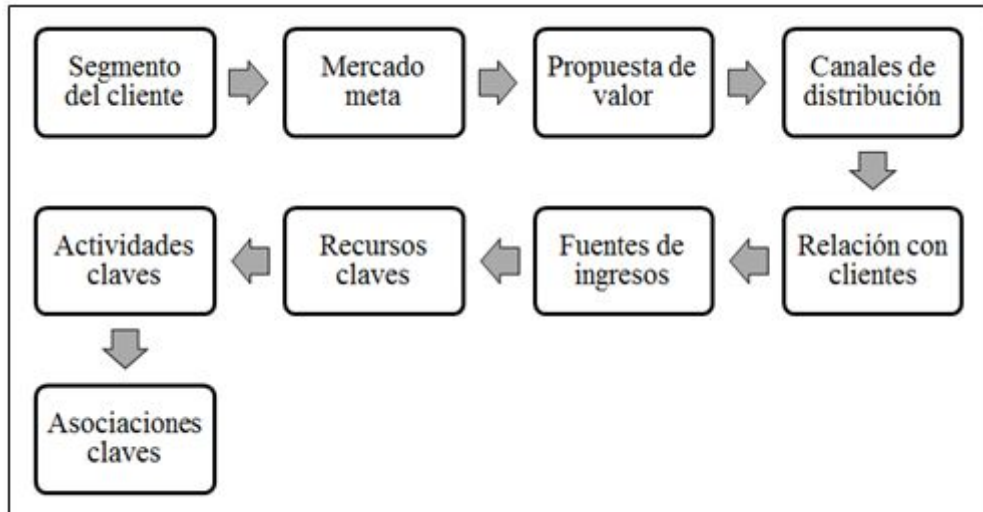 Segmento
del cliente
Mercado
meta
Propuesta de
valor
Canales de
distribución
Relación con
clientes
Fuentes de
ingresos
Recursos
claves
Actividades
claves
Asociaciones
claves